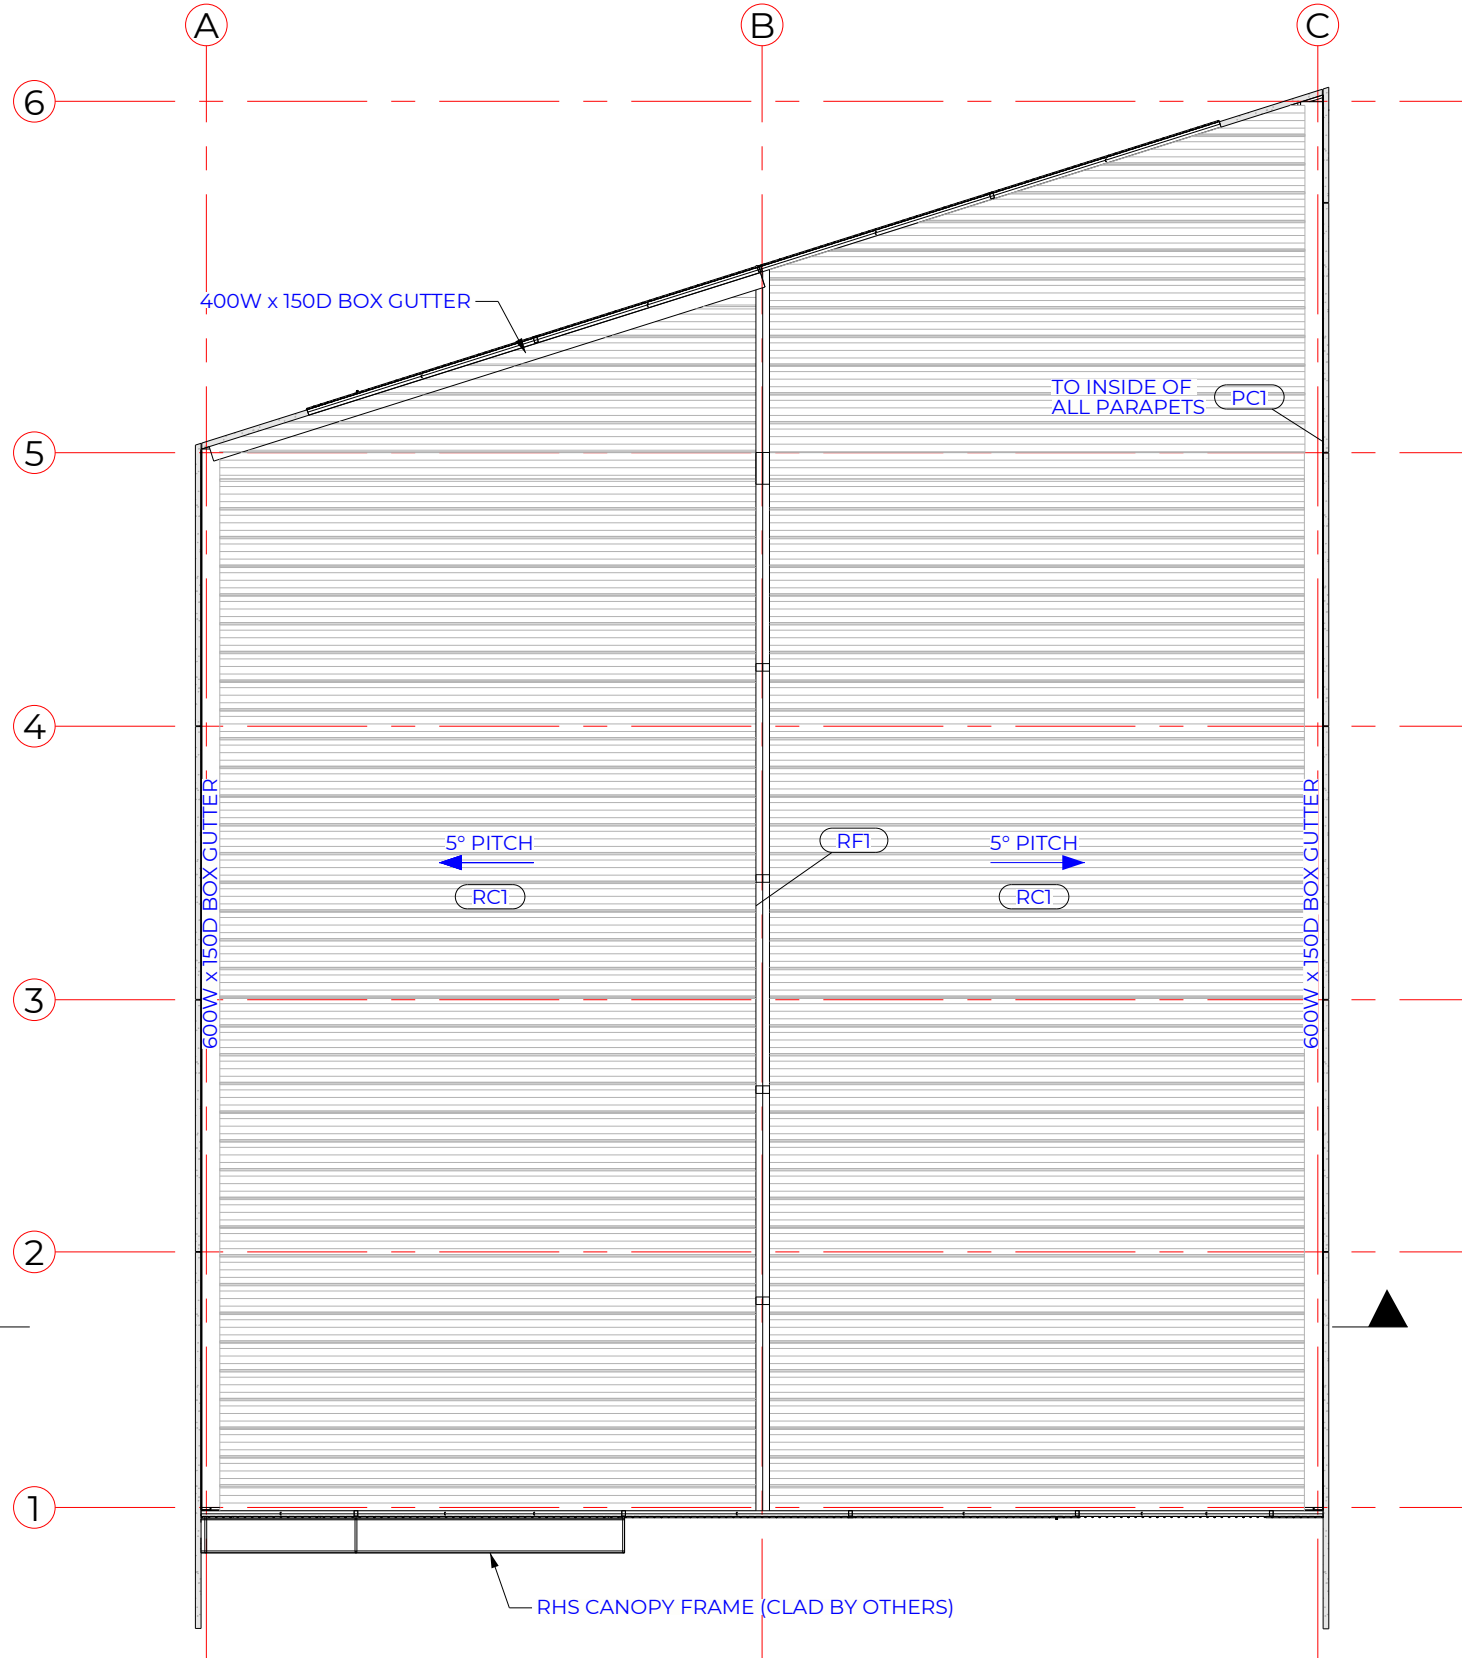 A
B
C
6
400W x 150D BOX GUTTER
TO INSIDE OF
ALL PARAPETS
PC1
5
4
600W x 150D BOX GUTTER
5° PITCH
RC1
RF1
5° PITCH
RC1
600W x 150D BOX GUTTER
3
2
1
RHS CANOPY FRAME (CLAD BY OTHERS)